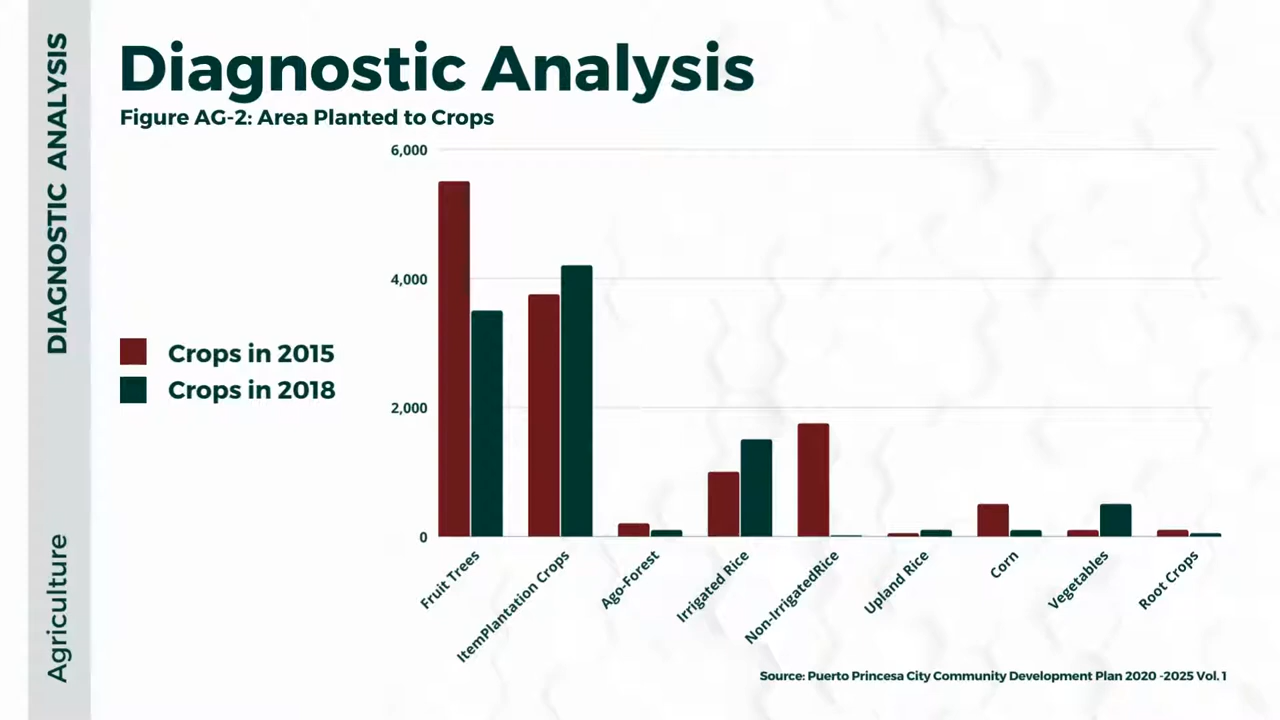 DIAGNOSTIC ANALYSIS
Agriculture
Diagnostic Analysis
Figure AG-2: Area Planted to Crops
Crops in 2015
Crops in 2018
6,000
4,000
2,000
0
Fruit Trees
ItemPlantation Crops
Ago-Forest
Irrigated Rice
Non-IrrigatedRice
Upland Rice
Corn
Vegetables
Root Crops
Source: Puerto Princesa City Community Development Plan 2020 -2025 Vol. 1